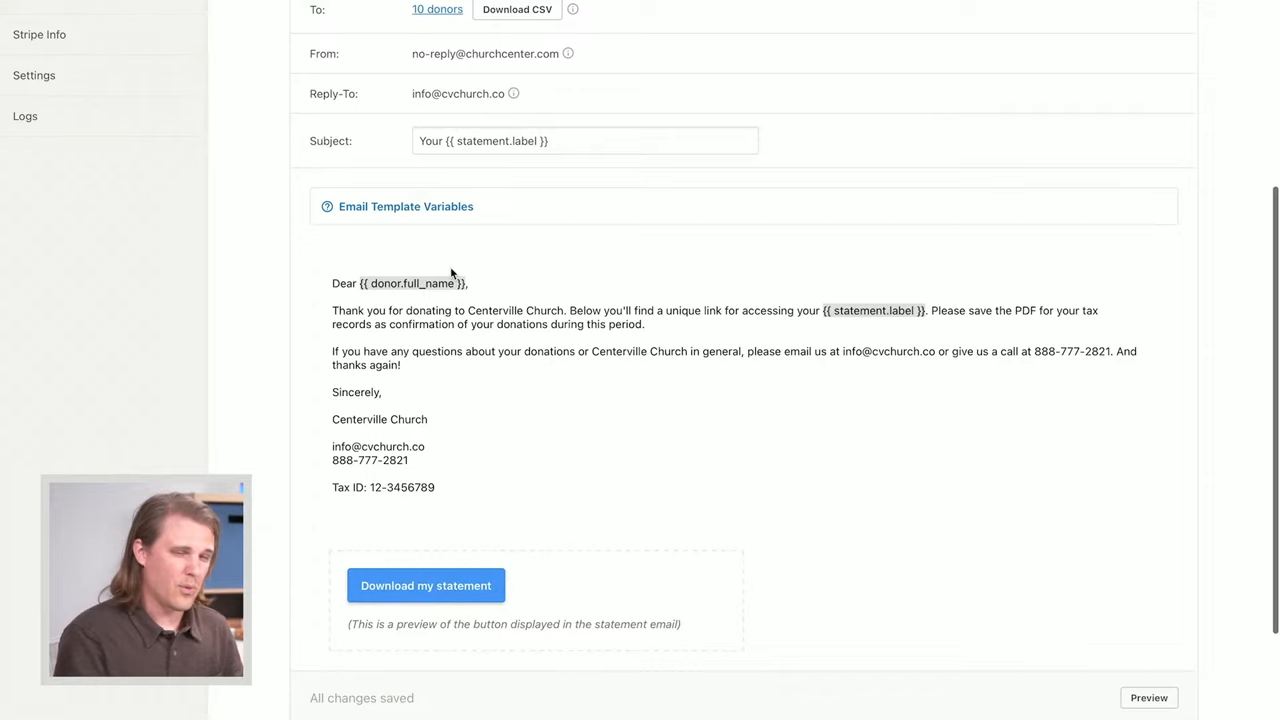 To:
10 donors
Download CSV
Stripe Info
From:
no-reply@churchcenter.com
Settings
Reply-To:
info@cvchurch.co
Logs
Subject:
Your {{ statement.label }}
Email Template Variables
Dear {{ donor.full_name }},
Thank you for donating to Centerville Church. Below you'll find a unique link for accessing your {{ statement.label }}. Please save the PDF for your tax
records as confirmation of your donations during this period.
If you have any questions about your donations or Centerville Church in general, please email us at info@cvchurch.co or give us a call at 888-777-2821. And
thanks again!
Sincerely,
Centerville Church
info@cvchurch.co
888-777-2821
Tax ID: 12-3456789
Download my statement
(This is a preview of the button displayed in the statement email)
All changes saved
Preview